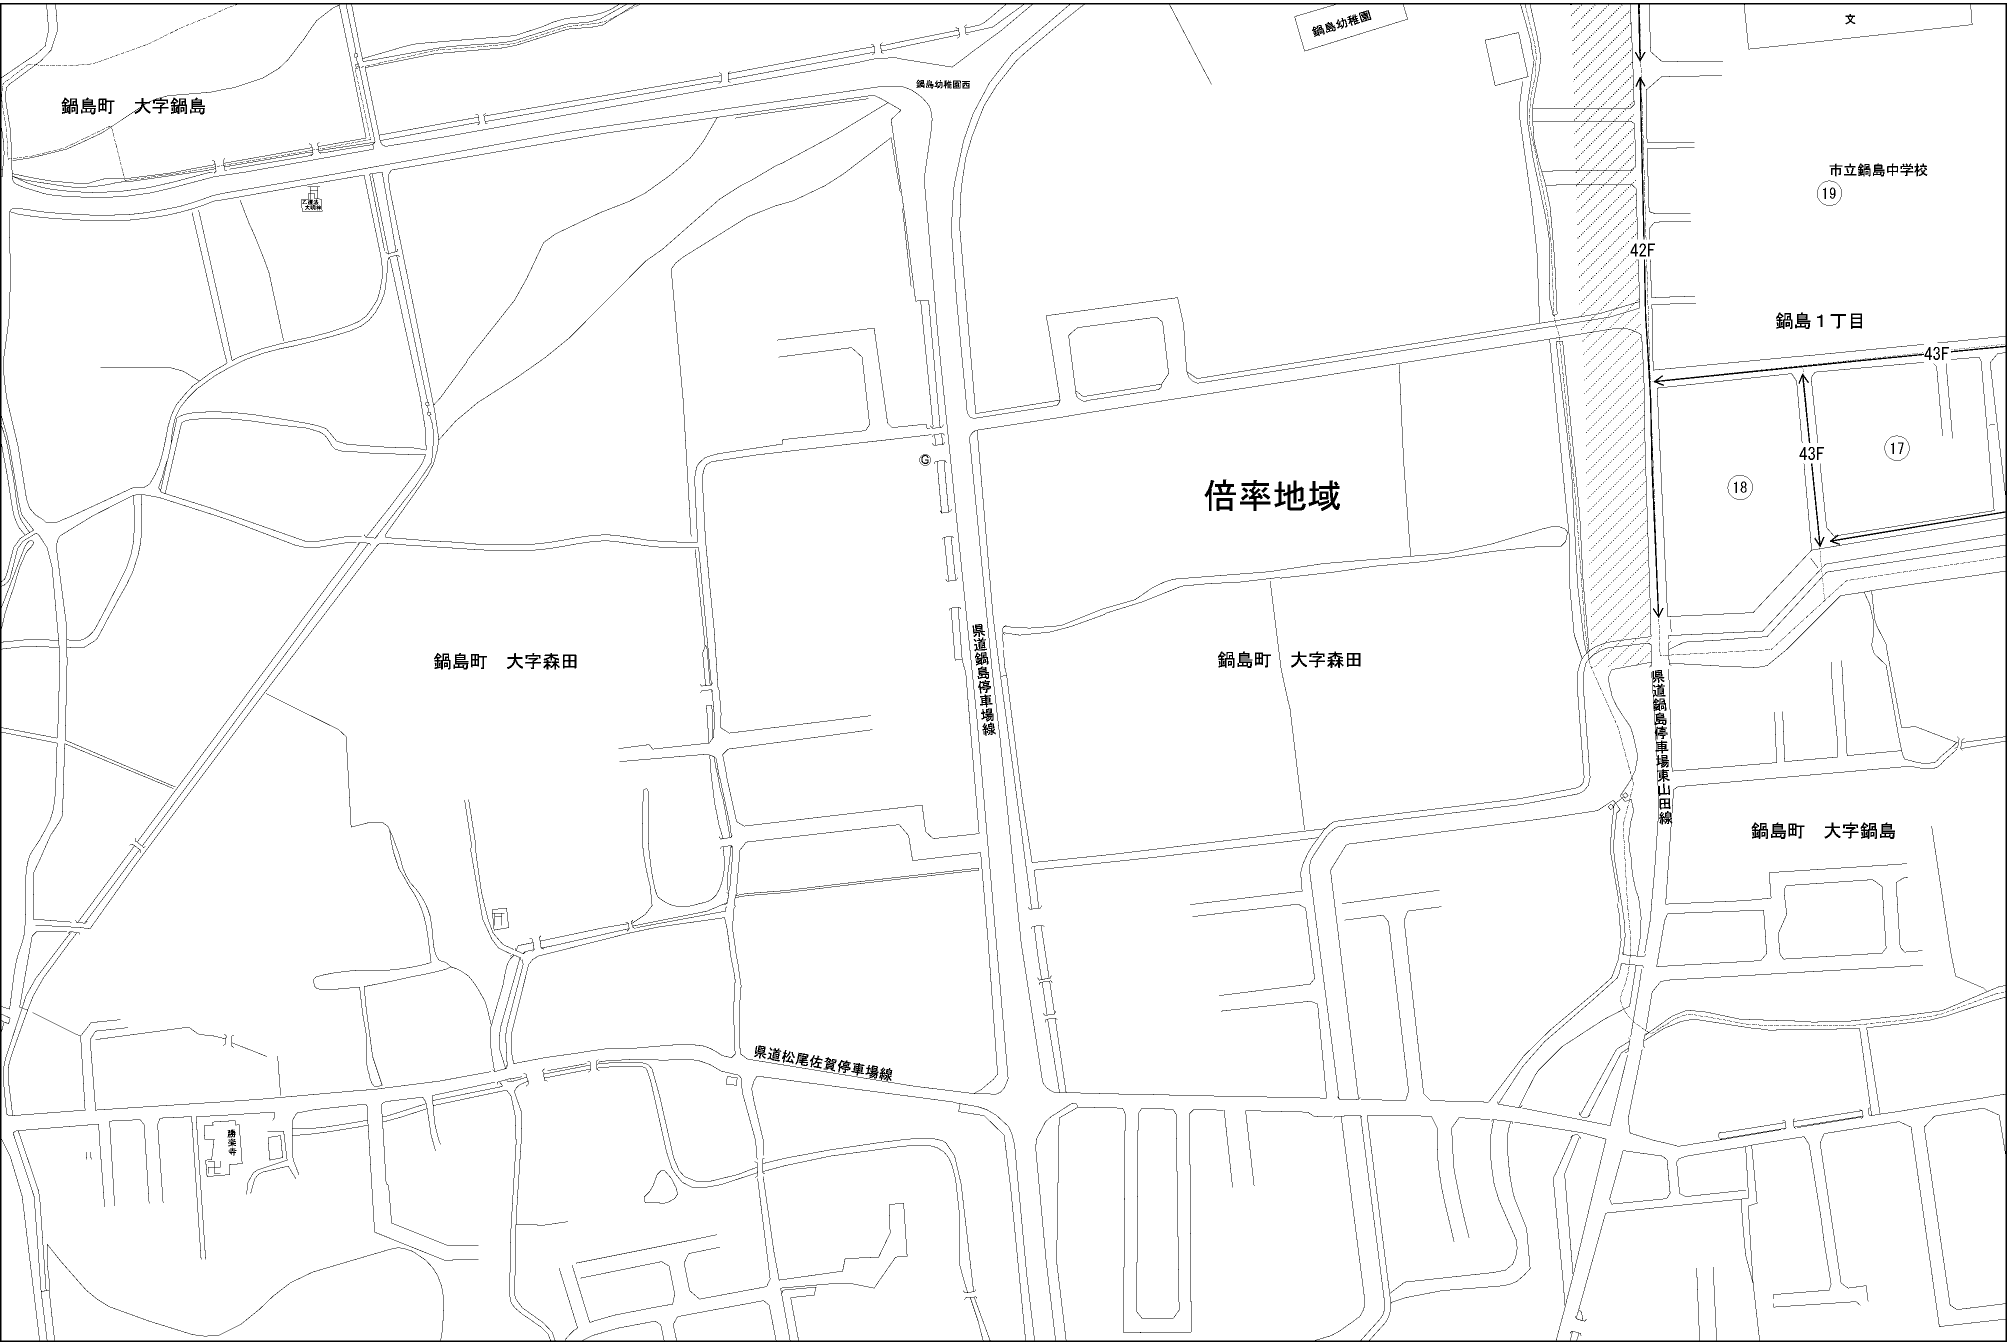 鍋島幼稚園
文
鍋島幼稚園西
鍋島町　大字鍋島
市立鍋島中学校
19
42F
鍋島１丁目
43F
43F
17
G
18
倍率地域
鍋島町　大字森田
県道鍋島停車場線
鍋島町　大字森田
県道鍋島停車場東山田線
鍋島町　大字鍋島
県道松尾佐賀停車場線
勝楽寺